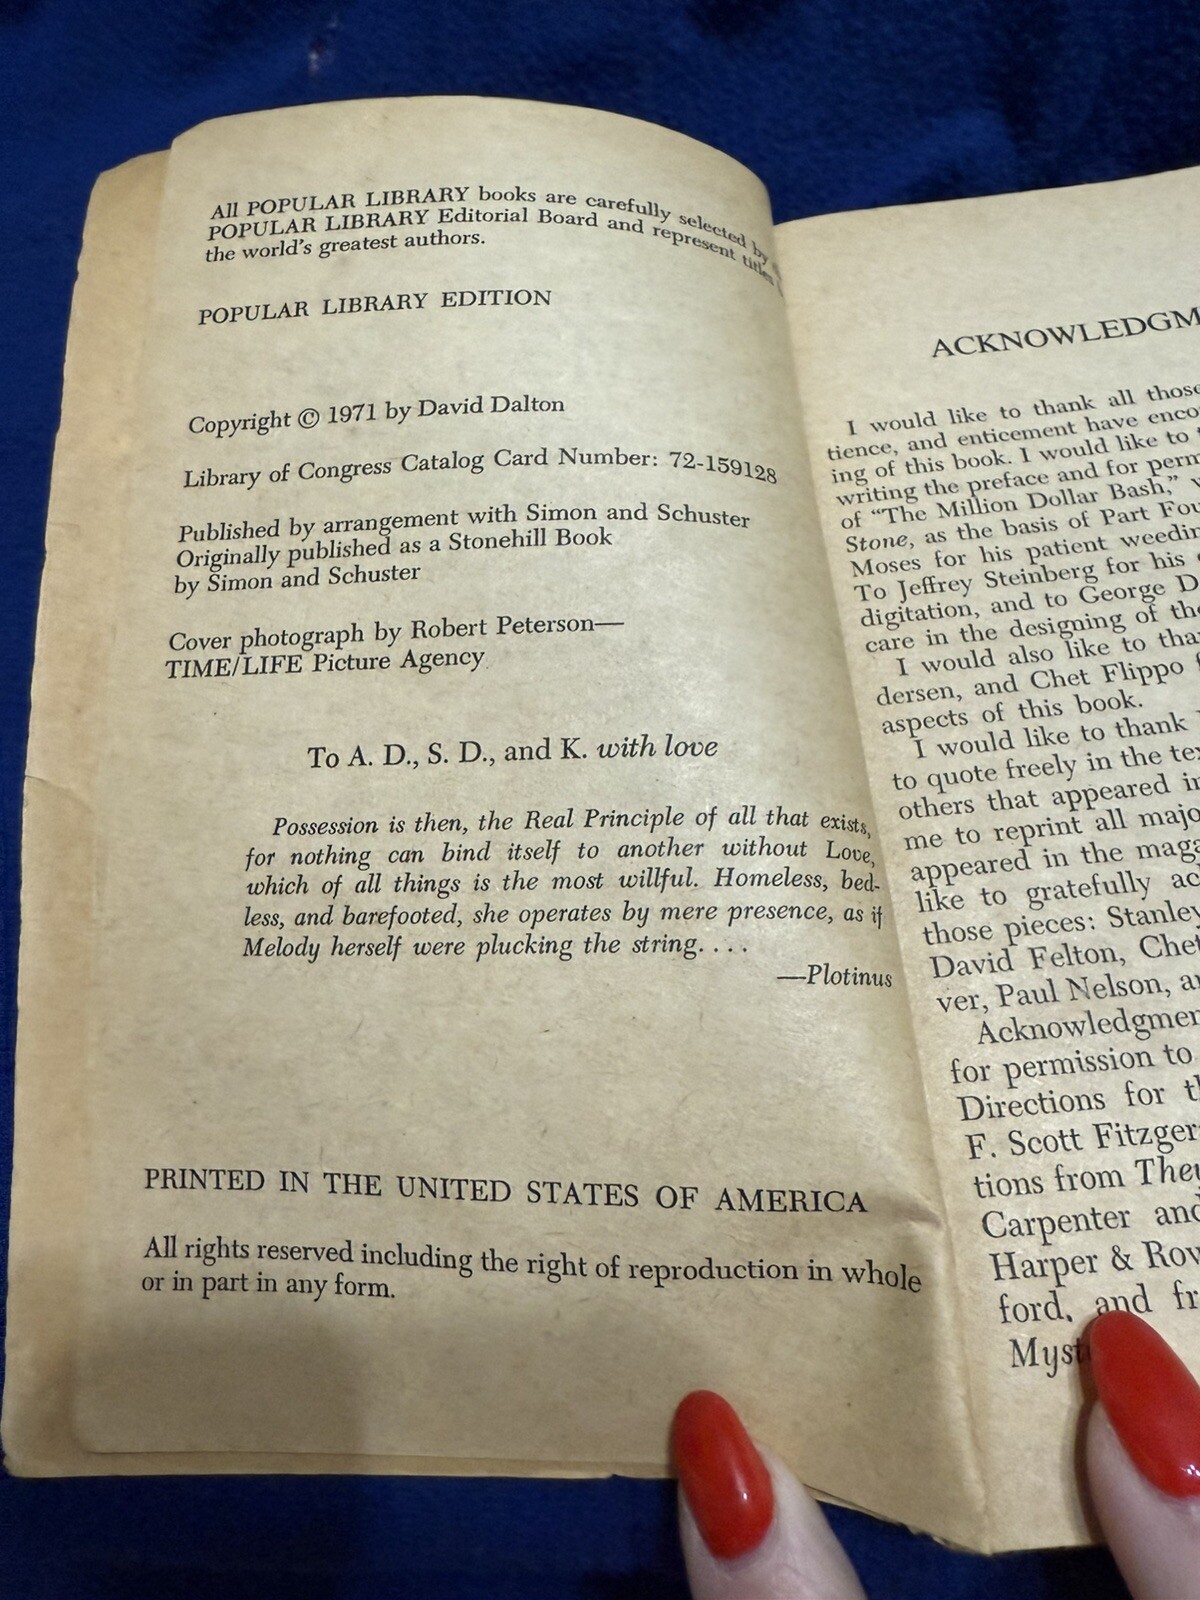 All POPULAR LIBRARY books are carefully selected by
POPULAR LIBRARY Editorial Board and represent titles
the world's greatest authors.
POPULAR LIBRARY EDITION
Copyright © 1971 by David Dalton
Library of Congress Catalog Card Number: 72-159128
Published by arrangement with Simon and Schuster
Originally published as a Stonehill Book
by Simon and Schuster
Cover photograph by Robert Peterson—
TIME/LIFE Picture Agency
To A. D., S. D., and K. with love
Possession is then, the Real Principle of all that exists,
for nothing can bind itself to another without Love,
which of all things is the most willful. Homeless, bed-
less, and barefooted, she operates by mere presence, as if
Melody herself were plucking the string. . . .
—Plotinus
PRINTED IN THE UNITED STATES OF AMERICA
All rights reserved including the right of reproduction in whole
or in part in any form.
ACKNOWLEDGM
I would like to thank all those
tience, and enticement have enco
ing of this book. I would like to
writing the preface and for perm
of "The Million Dollar Bash,"
Stone, as the basis of Part Fou
Moses for his patient weedin
To Jeffrey Steinberg for his
digitation, and to George D
care in the designing of the
I would also like to tha
dersen, and Chet Flippo
aspects of this book.
I would like to thank
to quote freely in the te
others that appeared in
me to reprint all majo
appeared in the maga
like to gratefully ac
those pieces: Stanley
David Felton, Chet
ver, Paul Nelson, a
Acknowledgmen
for permission to
Directions for t
F. Scott Fitzger
tions from They
Carpenter and
Harper & Row
ford, and fr
Myst